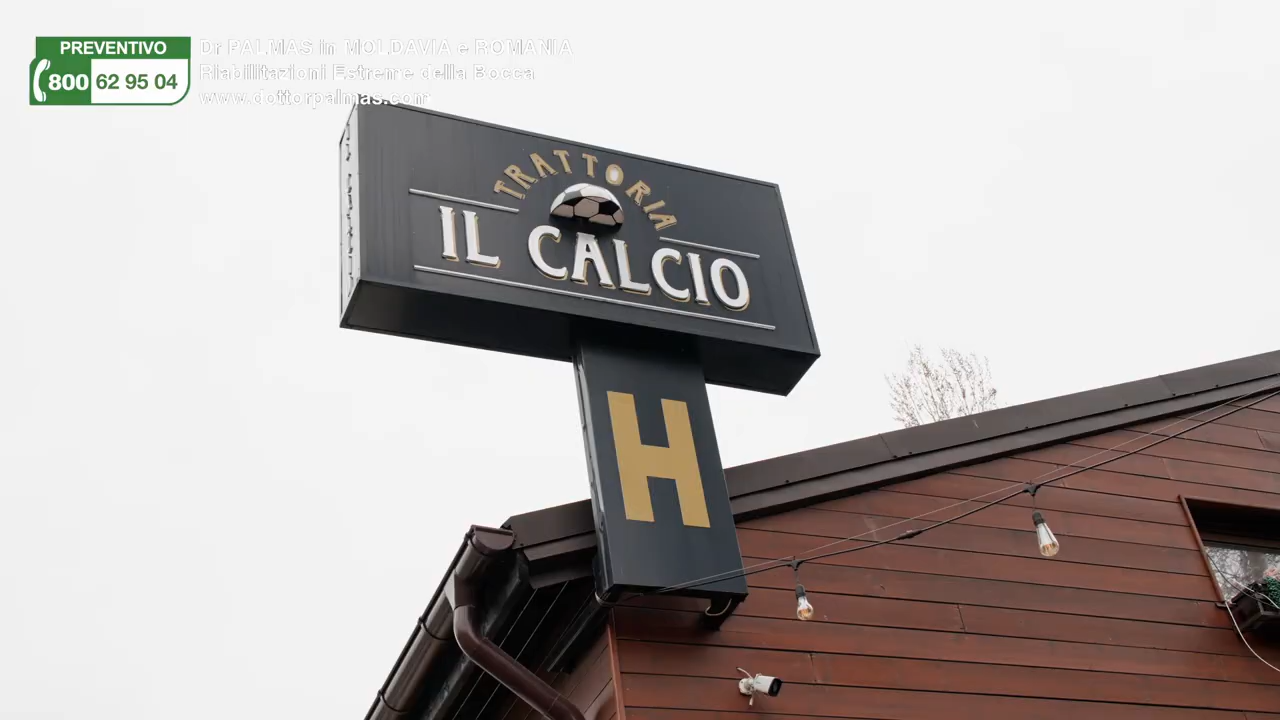 PREVENTIVO
800 62 95 04
Dr PALMAS in MOLDAVIA e ROMANIA
Riabilitazioni Estreme della Bocca
www.dottorpalmas.com
TRATTORIA
IL CALCIO
H